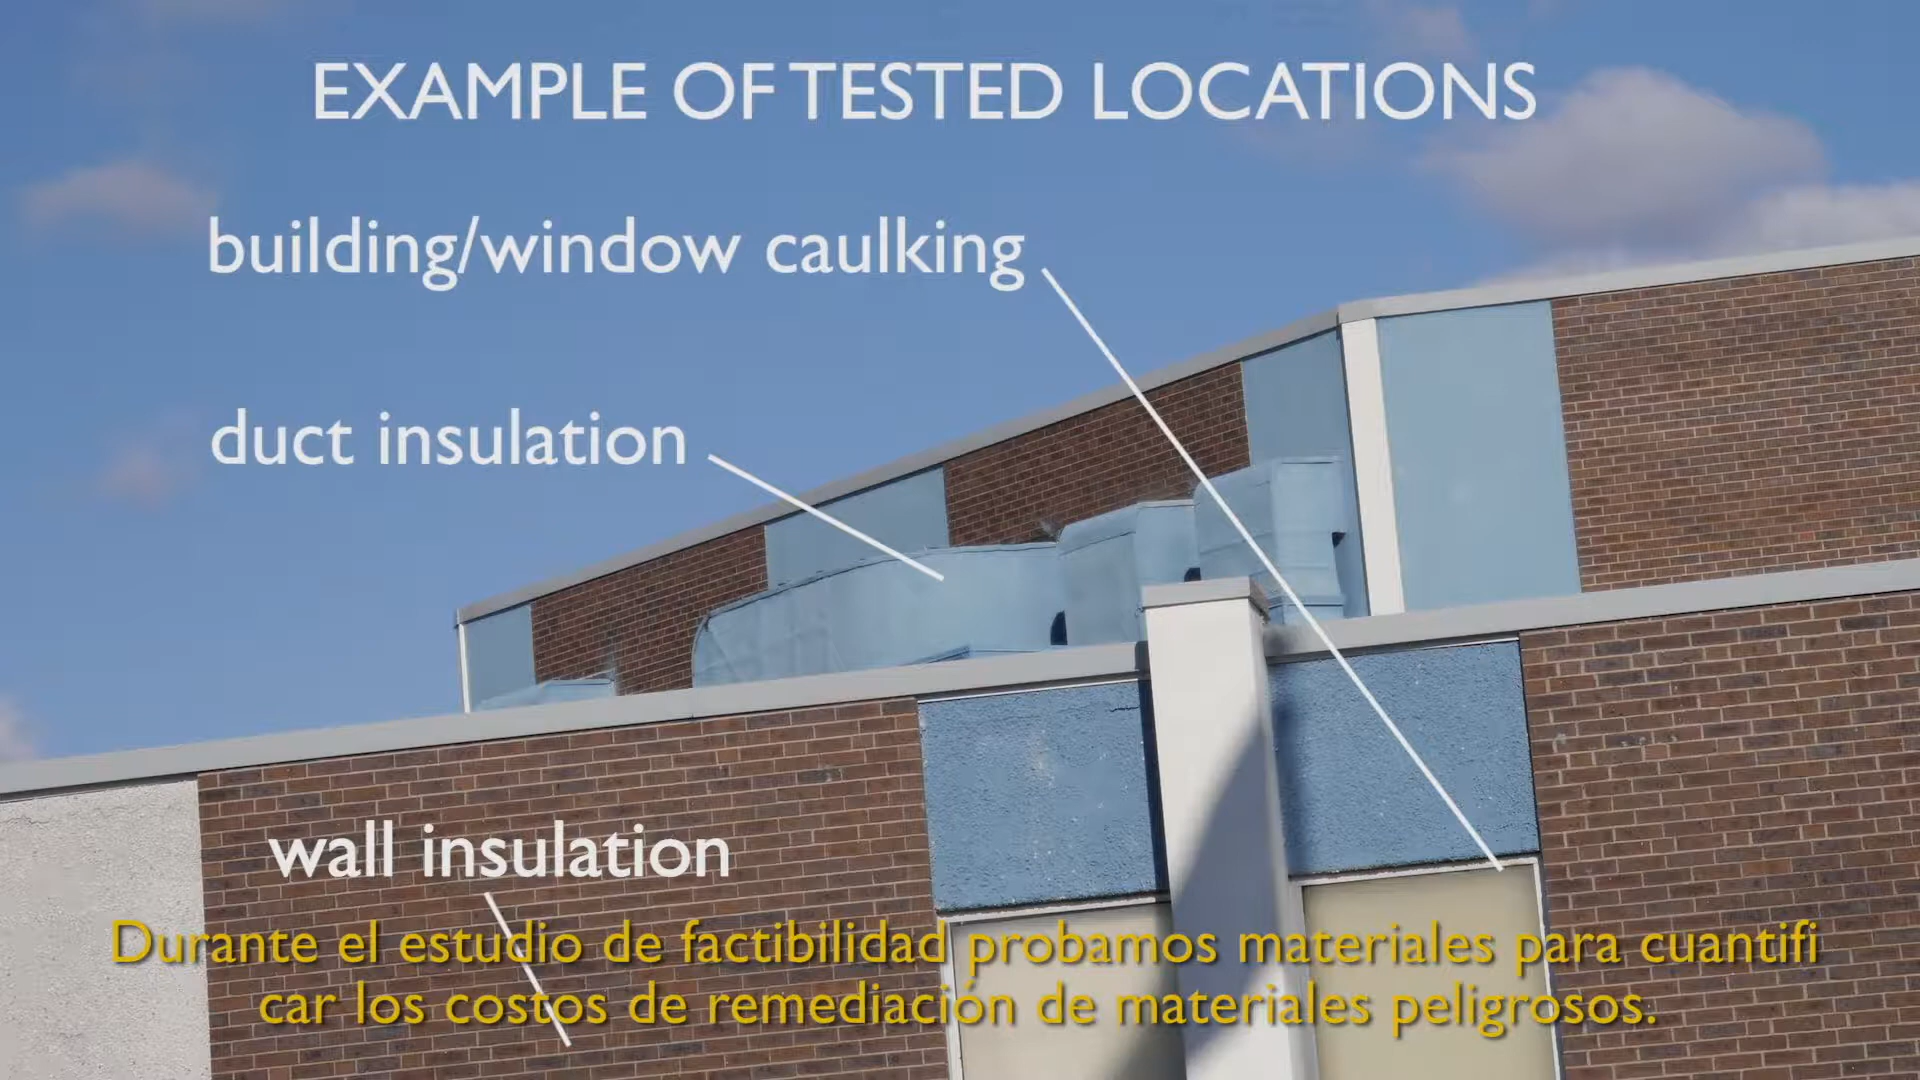 EXAMPLE OF TESTED LOCATIONS
building/window caulking
duct insulation
wall insulation
Durante el estudio de factibilidad probamos materiales para cuantifi
car los costos de remediación de materiales peligrosos.